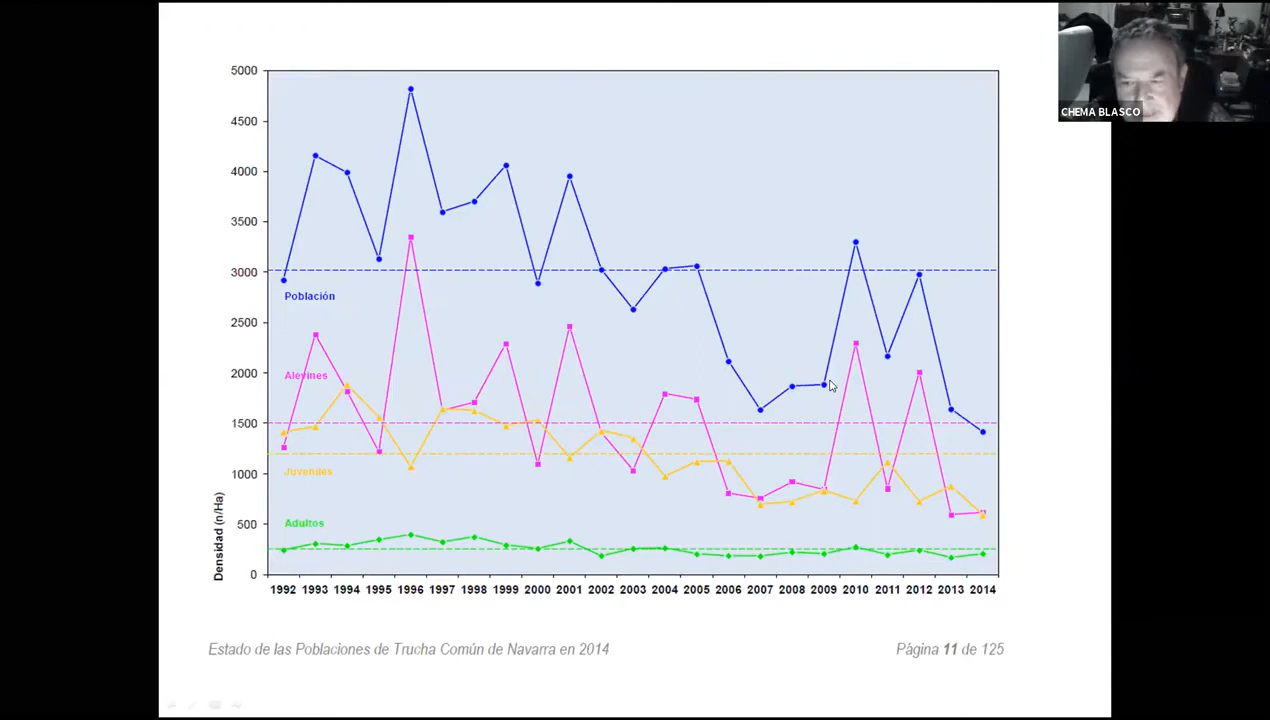 CHEMA BLASCO
5000
4500
4000
3500
3000
2500
2000
1500
1000
500
0
Densidad (n/Ha)
Población
Alevines
Juveniles
Adultos
1992 1993 1994 1995 1996 1997 1998 1999 2000 2001 2002 2003 2004 2005 2006 2007 2008 2009 2010 2011 2012 2013 2014
Estado de las Poblaciones de Trucha Común de Navarra en 2014
Página 11 de 125